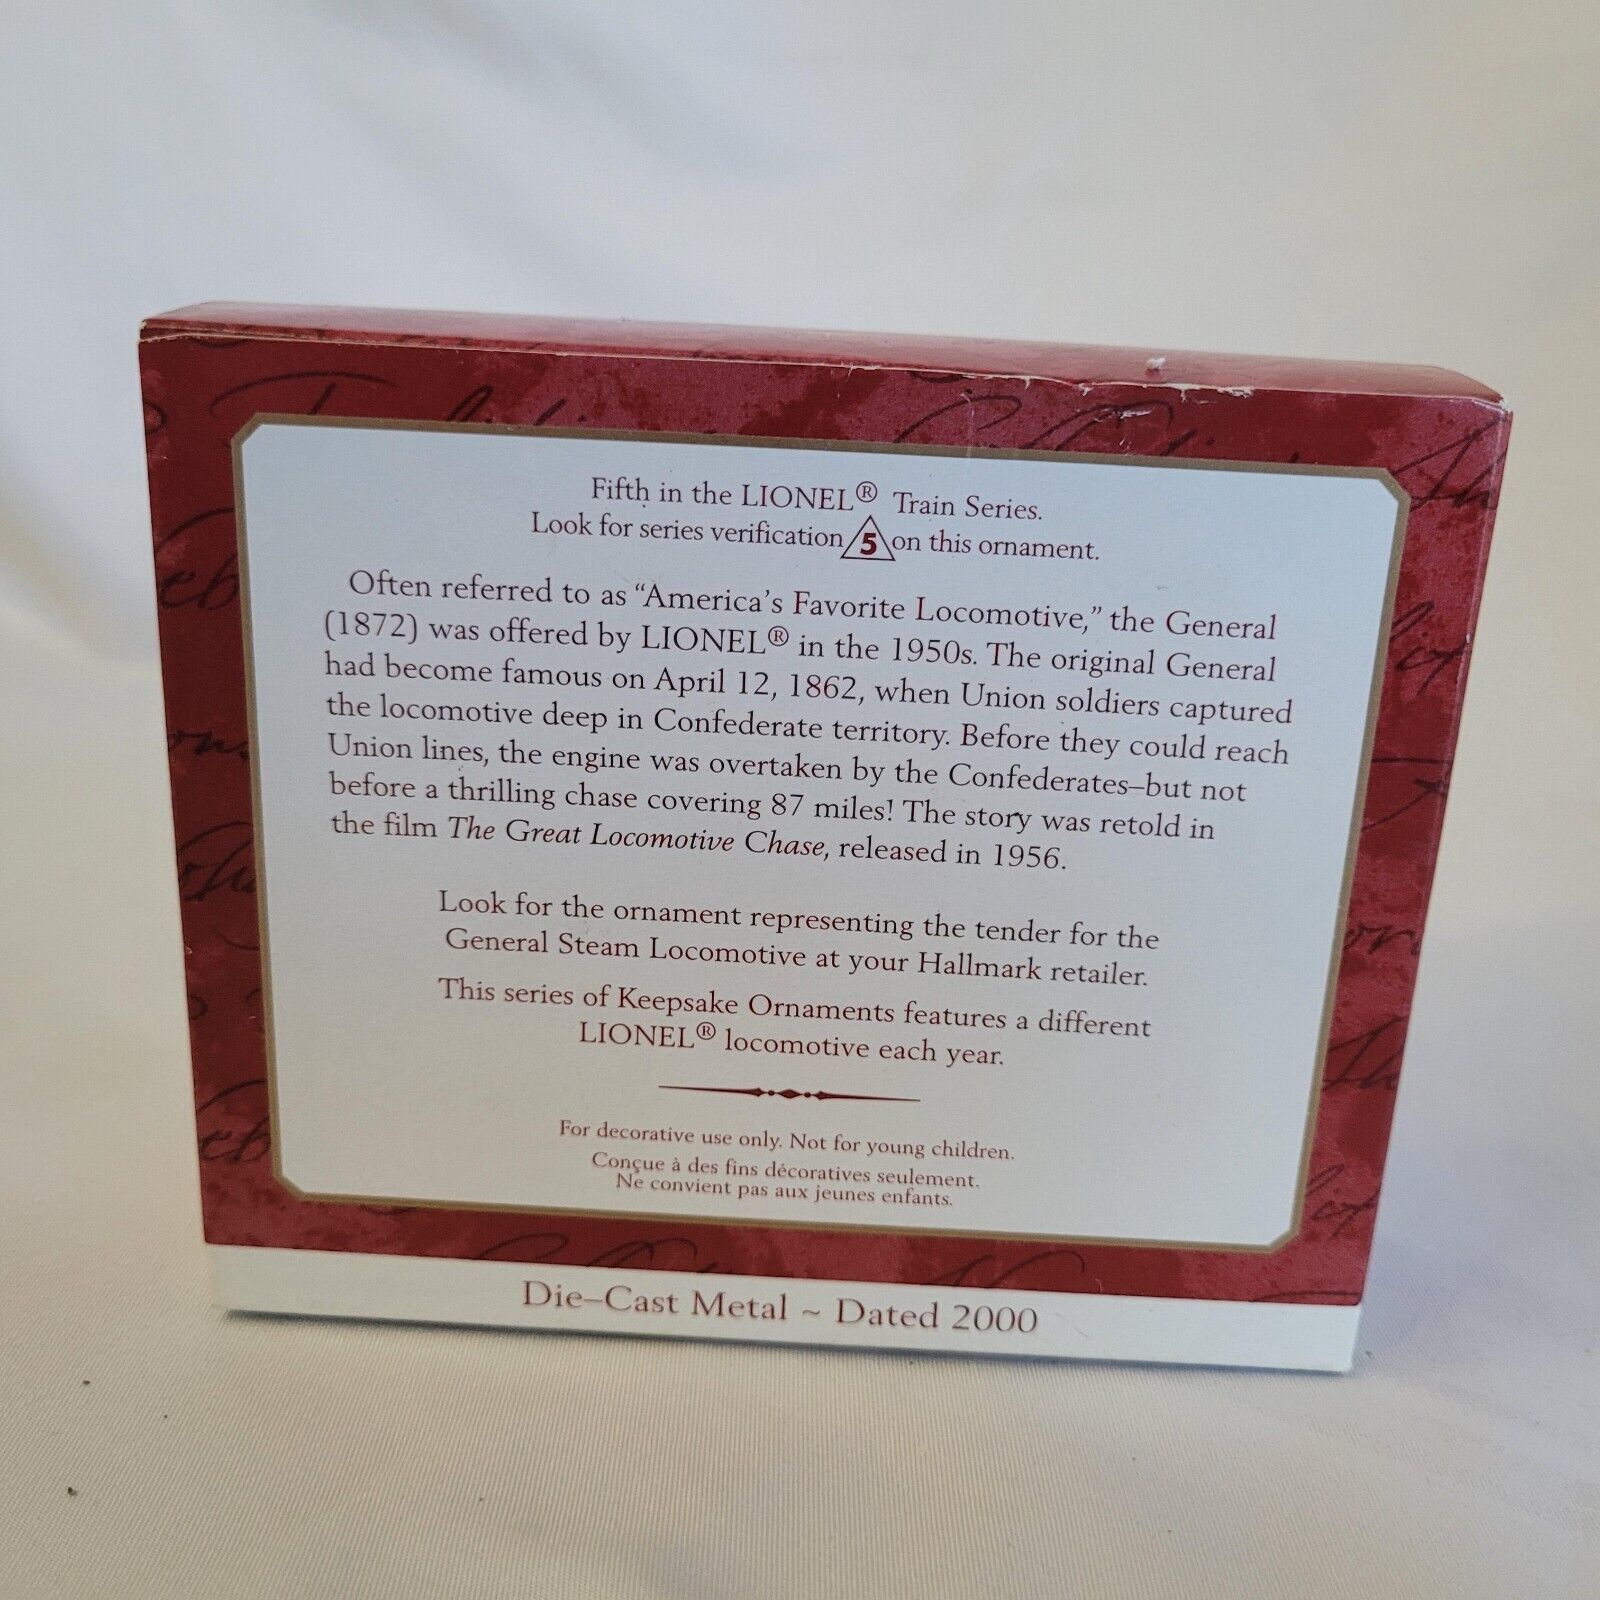 Fifth in the LIONEL® Train Series.
Look for series verification 5 on this ornament.
Often referred to as “America’s Favorite Locomotive,” the General
(1872) was offered by LIONEL® in the 1950s. The original General
had become famous on April 12, 1862, when Union soldiers captured
the locomotive deep in Confederate territory. Before they could reach
Union lines, the engine was overtaken by the Confederates–but not
before a thrilling chase covering 87 miles! The story was retold in
the film The Great Locomotive Chase, released in 1956.
Look for the ornament representing the tender for the
General Steam Locomotive at your Hallmark retailer.
This series of Keepsake Ornaments features a different
LIONEL® locomotive each year.
For decorative use only. Not for young children.
Conçue à des fins décoratives seulement.
Ne convient pas aux jeunes enfants.
Die–Cast Metal ~ Dated 2000